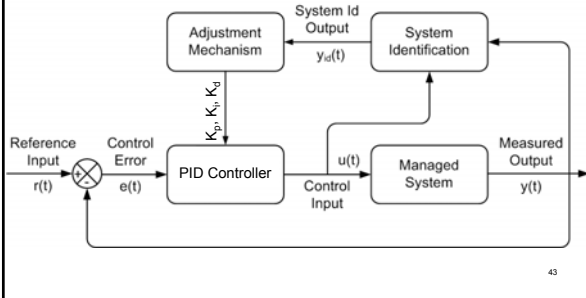 System Id
Output
y_id(t)
Adjustment
Mechanism
System
Identification
K_p, K_i, K_d
Reference
Input
r(t)
+
-
Control
Error
e(t)
PID Controller
u(t)
Control
Input
Managed
System
Measured
Output
y(t)
43